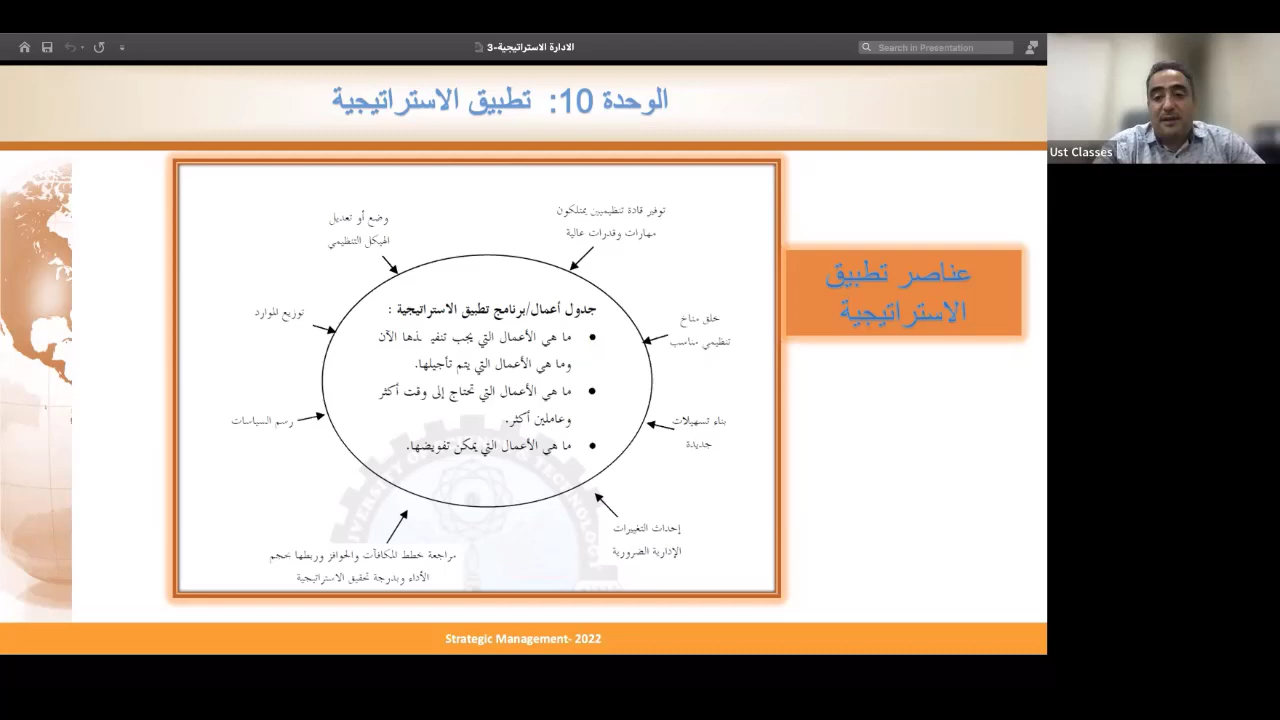 الادارة الاستراتيجية-3
Search in Presentation
الوحدة 10: تطبيق الاستراتيجية
Ust Classes
عناصر تطبيق
الاستراتيجية
توفير قادة تنظيميين يمتلكون
مهارات وقدرات عالية
وضع أو تعديل
الهيكل التنظيمي
خلق مناخ
تنظيمي مناسب
توزيع الموارد
جدول أعمال/برنامج تطبيق الاستراتيجية :
• ما هي الأعمال التي يجب تنفيذها الآن
وما هي الأعمال التي يتم تأجيلها.
• ما هي الأعمال التي تحتاج إلى وقت أكثر
وعاملين أكثر.
• ما هي الأعمال التي يمكن تفويضها.
بناء تسهيلات
جديدة
رسم السياسات
إحداث التغييرات
الإدارية الضرورية
مراجعة خطط المكافآت والحوافز وربطها بحجم
الأداء وبدرجة تحقيق الاستراتيجية
Strategic Management- 2022